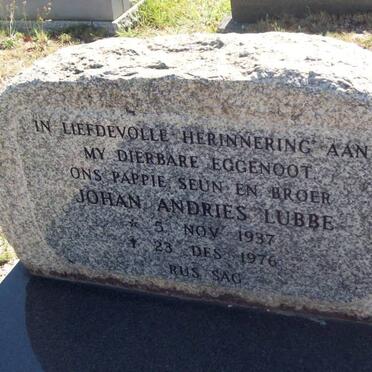 IN LIEFDEVOLLE HERINNERING AAN
MY DIERBARE EGGENOOT
ONS PAPPIE, SEUN EN BROER
JOHAN ANDRIES LUBBE
* 5 NOV 1937
† 23 DES 1976
RUS SAG